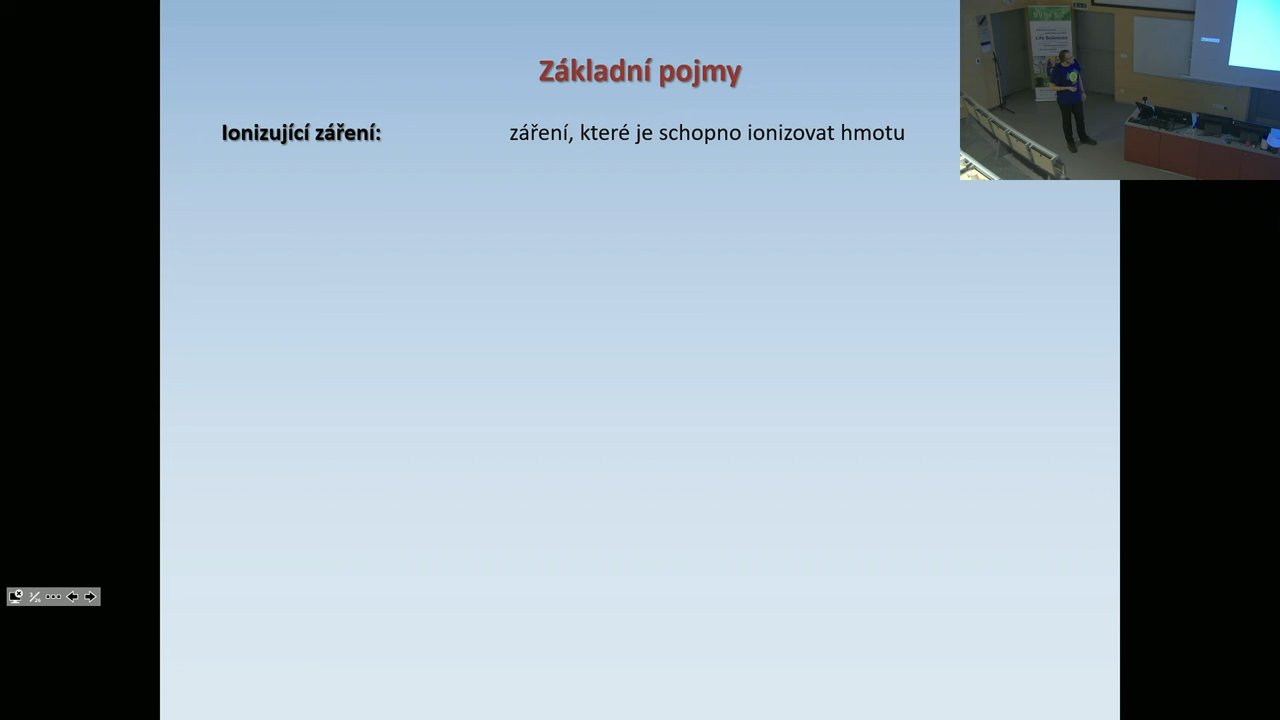 Základní pojmy
Ionizující záření: záření, které je schopno ionizovat hmotu